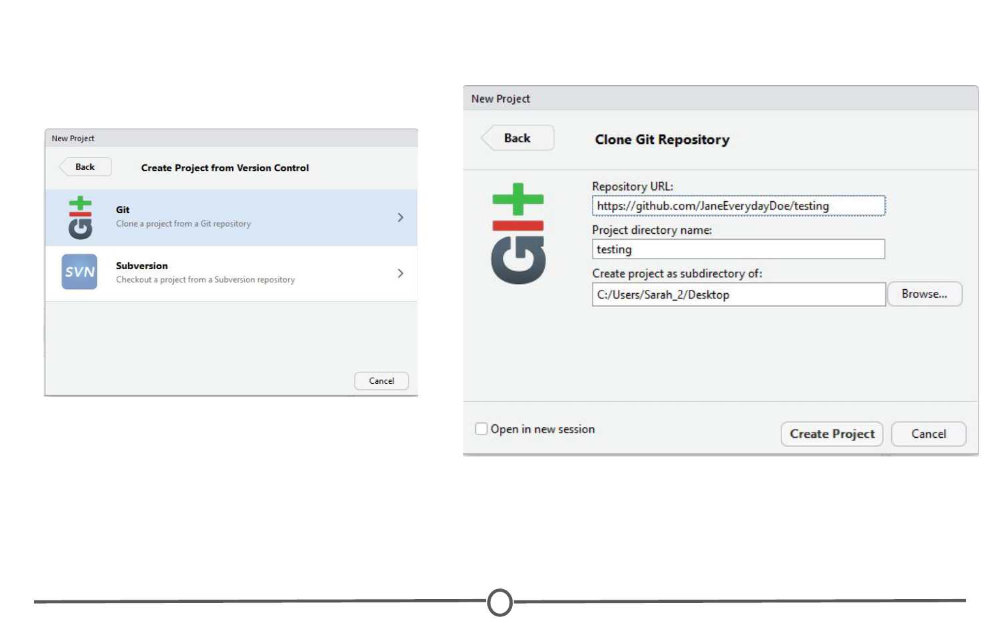 New Project
Back
Create Project from Version Control
Git
Clone a project from a Git repository
SVN
Subversion
Checkout a project from a Subversion repository
Cancel
New Project
Back
Clone Git Repository
Git
Repository URL:
https://github.com/JaneEverydayDoe/testing
Project directory name:
testing
Create project as subdirectory of:
C:/Users/Sarah_2/Desktop
Browse...
Open in new session
Create Project
Cancel